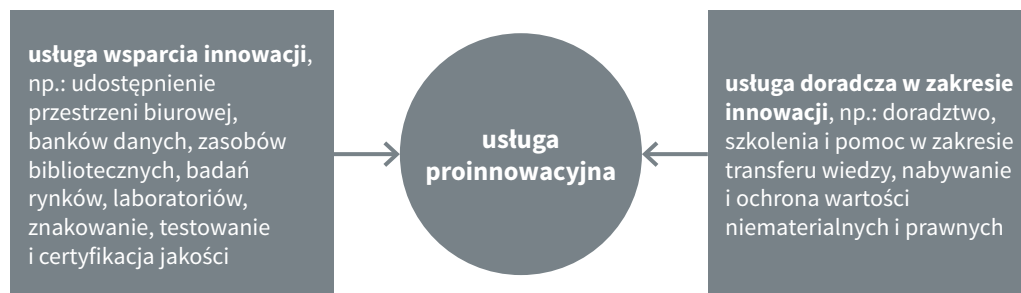 usługa wsparcia innowacji,
np.: udostępnienie
przestrzeni biurowej,
banków danych, zasobów
bibliotecznych, badań
rynków, laboratoriów,
znakowanie, testowanie
i certyfikacja jakości
usługa
proinnowacyjna
usługa doradcza w zakresie
innowacji, np.: doradztwo,
szkolenia i pomoc w zakresie
transferu wiedzy, nabywanie
i ochrona wartości
niematerialnych i prawnych